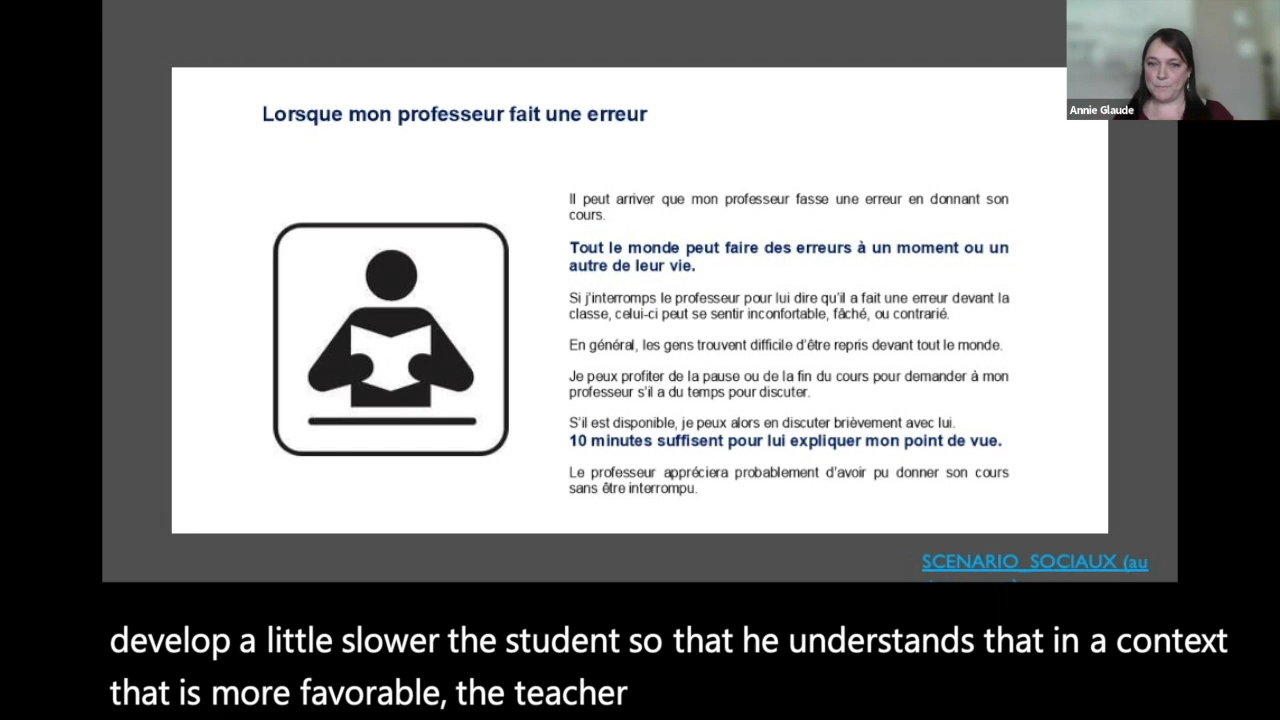 Annie Glaude
Lorsque mon professeur fait une erreur
Il peut arriver que mon professeur fasse une erreur en donnant son
cours.
Tout le monde peut faire des erreurs à un moment ou un
autre de leur vie.
Si j'interromps le professeur pour lui dire qu'il a fait une erreur devant la
classe, celui-ci peut se sentir inconfortable, fâché, ou contrarié.
En général, les gens trouvent difficile d'être repris devant tout le monde.
Je peux profiter de la pause ou de la fin du cours pour demander à mon
professeur s'il a du temps pour discuter.
S'il est disponible, je peux alors en discuter brièvement avec lui.
10 minutes suffisent pour lui expliquer mon point de vue.
Le professeur appréciera probablement d'avoir pu donner son cours
sans être interrompu.
SCENARIO_SOCIAUX (au
develop a little slower the student so that he understands that in a context
that is more favorable, the teacher